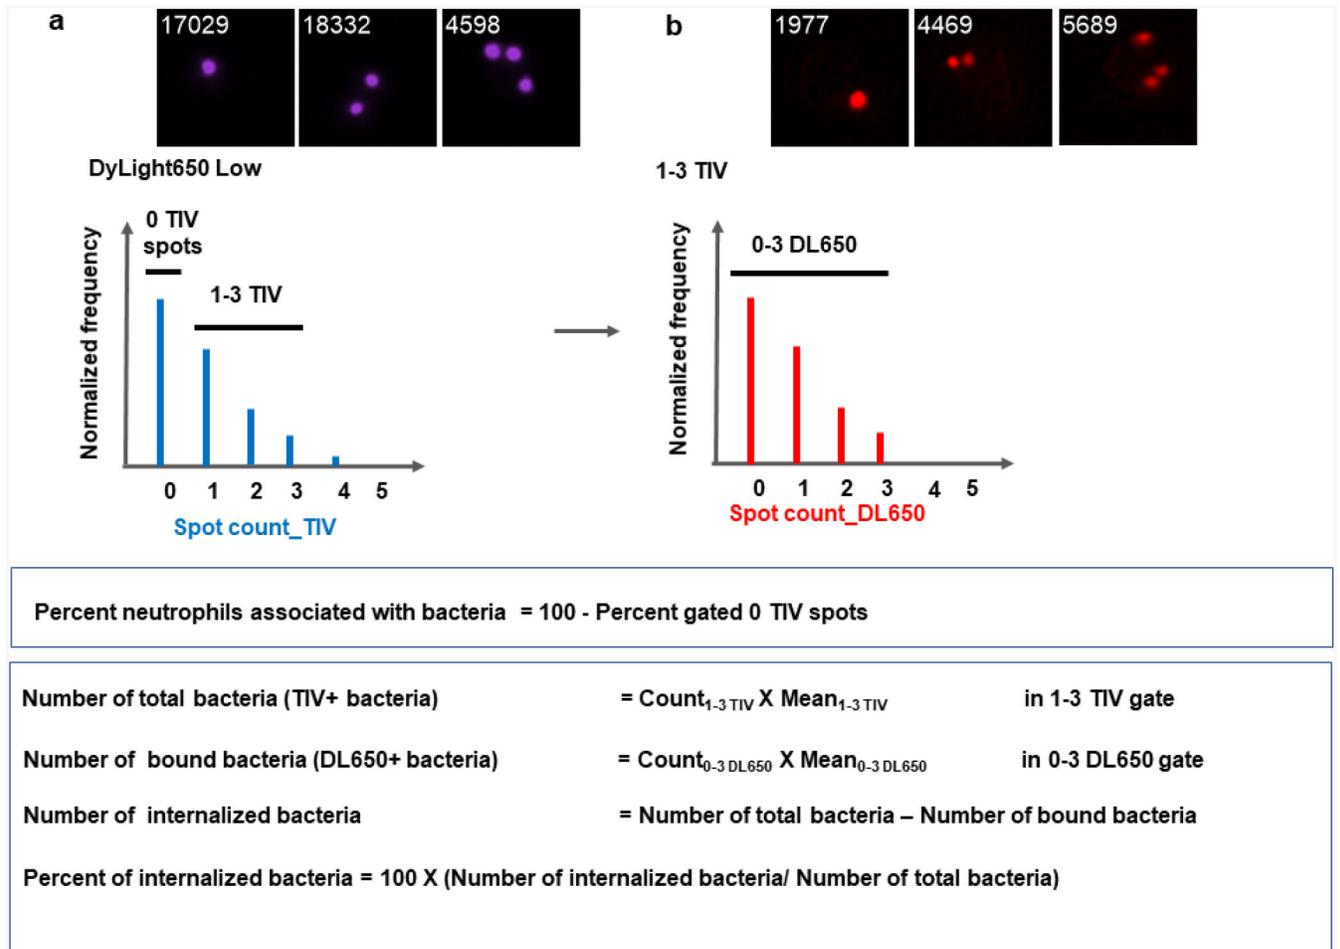 a
17029
18332
4598
b
1977
4469
5689
DyLight650 Low
1-3 TIV
0 TIV
spots
1-3 TIV
Normalized frequency
0 1 2 3 4 5
Spot count_TIV
0-3 DL650
Normalized frequency
0 1 2 3 4 5
Spot count_DL650
Percent neutrophils associated with bacteria = 100 - Percent gated 0 TIV spots
Number of total bacteria (TIV+ bacteria) = Count1-3 TIV X Mean1-3 TIV in 1-3 TIV gate
Number of bound bacteria (DL650+ bacteria) = Count0-3 DL650 X Mean0-3 DL650 in 0-3 DL650 gate
Number of internalized bacteria = Number of total bacteria – Number of bound bacteria
Percent of internalized bacteria = 100 X (Number of internalized bacteria/ Number of total bacteria)